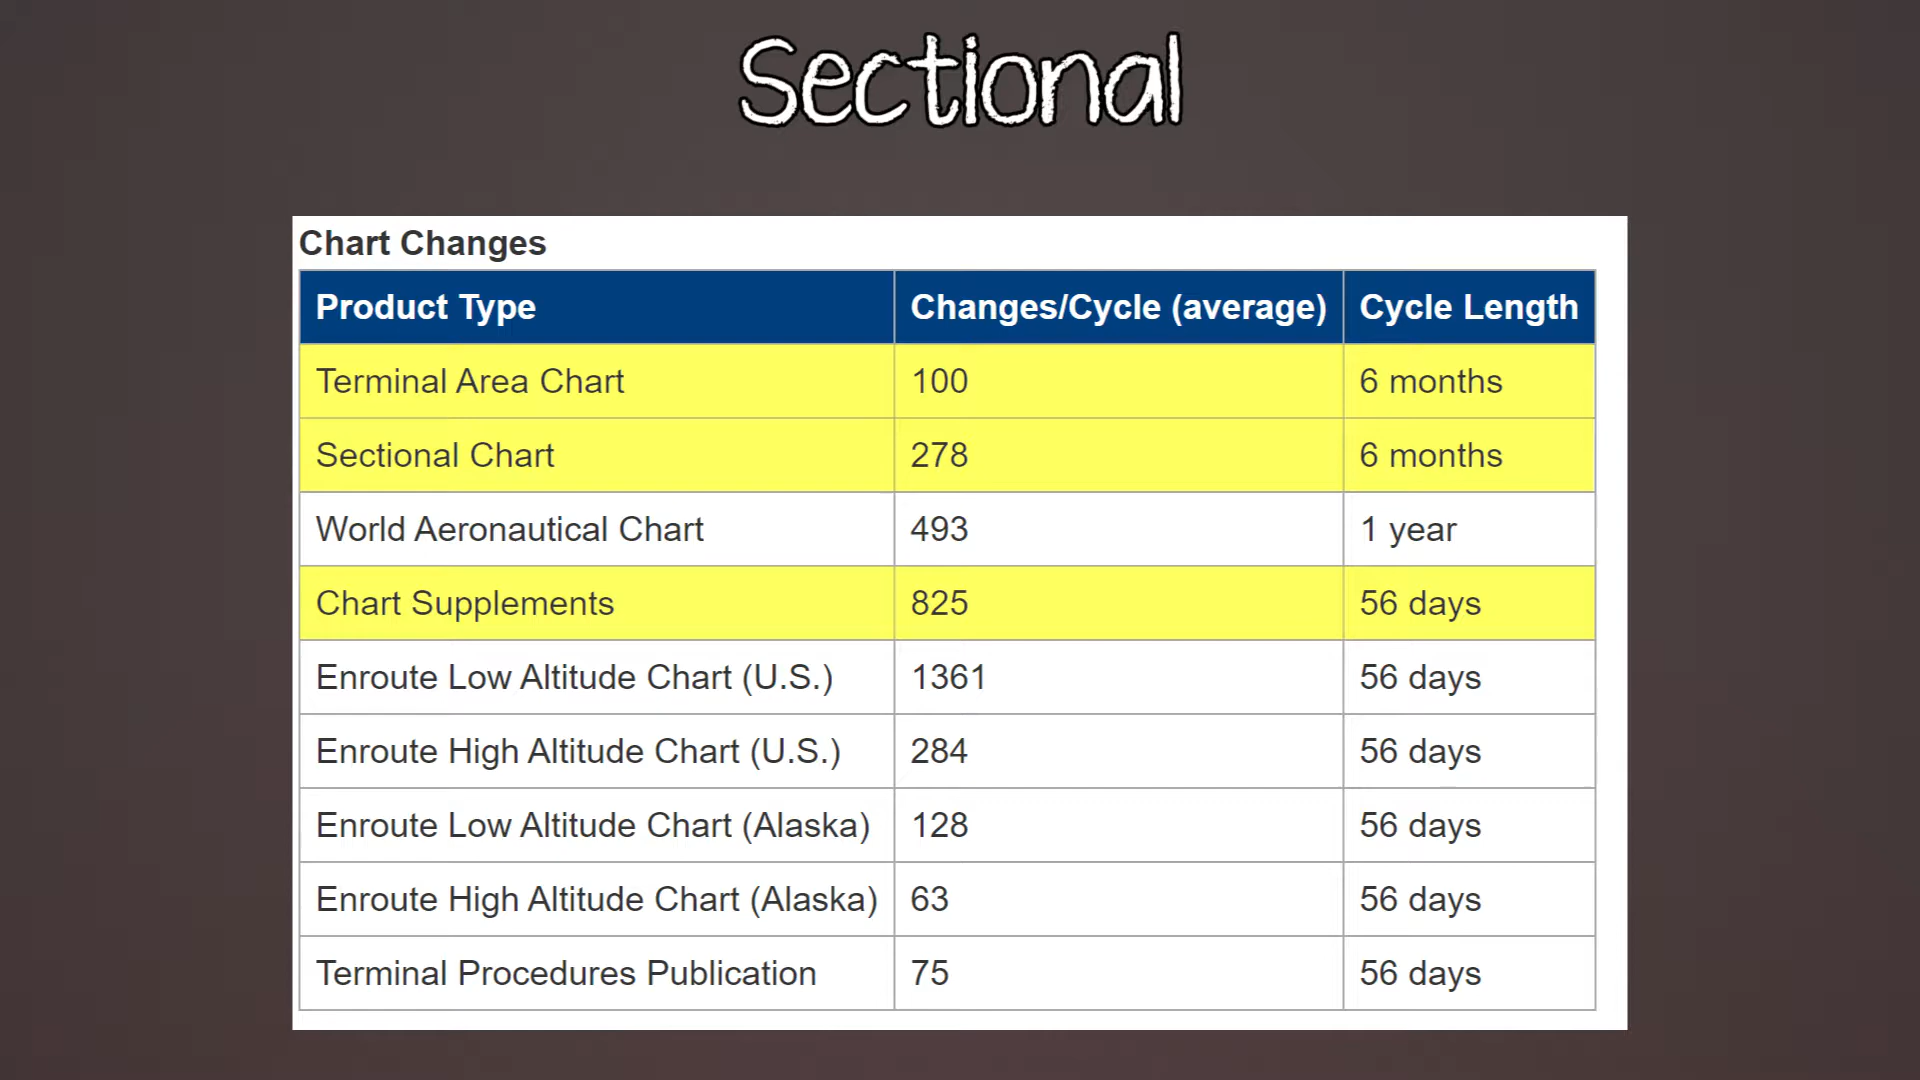 Sectional
Chart Changes
Product Type Changes/Cycle (average) Cycle Length
Terminal Area Chart 100 6 months
Sectional Chart 278 6 months
World Aeronautical Chart 493 1 year
Chart Supplements 825 56 days
Enroute Low Altitude Chart (U.S.) 1361 56 days
Enroute High Altitude Chart (U.S.) 284 56 days
Enroute Low Altitude Chart (Alaska) 128 56 days
Enroute High Altitude Chart (Alaska) 63 56 days
Terminal Procedures Publication 75 56 days